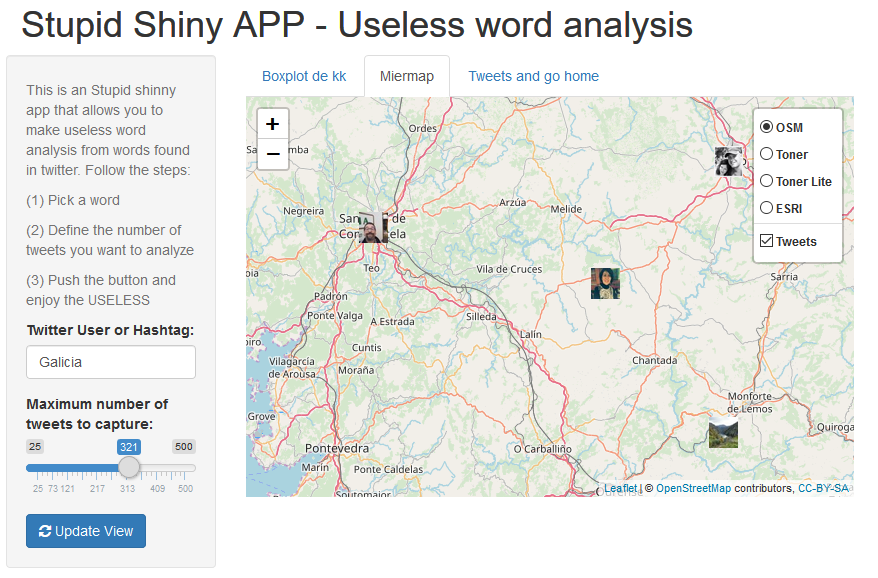 Stupid Shiny APP - Useless word analysis
This is an Stupid shinny
app that allows you to
make useless word
analysis from words found
in twitter. Follow the steps:
(1) Pick a word
(2) Define the number of
tweets you want to analyze
(3) Push the button and
enjoy the USELESS
Twitter User or Hashtag:
Galicia
Maximum number of
tweets to capture:
25 321 500
25 73 121 217 313 409 500
Update View
Boxplot de kk Miermap Tweets and go home
+
−
OSM
Toner
Toner Lite
ESRI
Tweets
Ordes
Negreira
Arzúa
Melide
Teo
Vila de Cruces
Sarria
Padrón
Ponte Valga
A Estrada
Silleda
Lalín
Cuntis
Vilagarcía
de Arousa
Moraña
Chantada
Grove
Monforte
de Lemos
Quiroga
Pontevedra
O Carballiño
Marín
Ponte Caldelas
Leaflet | © OpenStreetMap contributors, CC-BY-SA